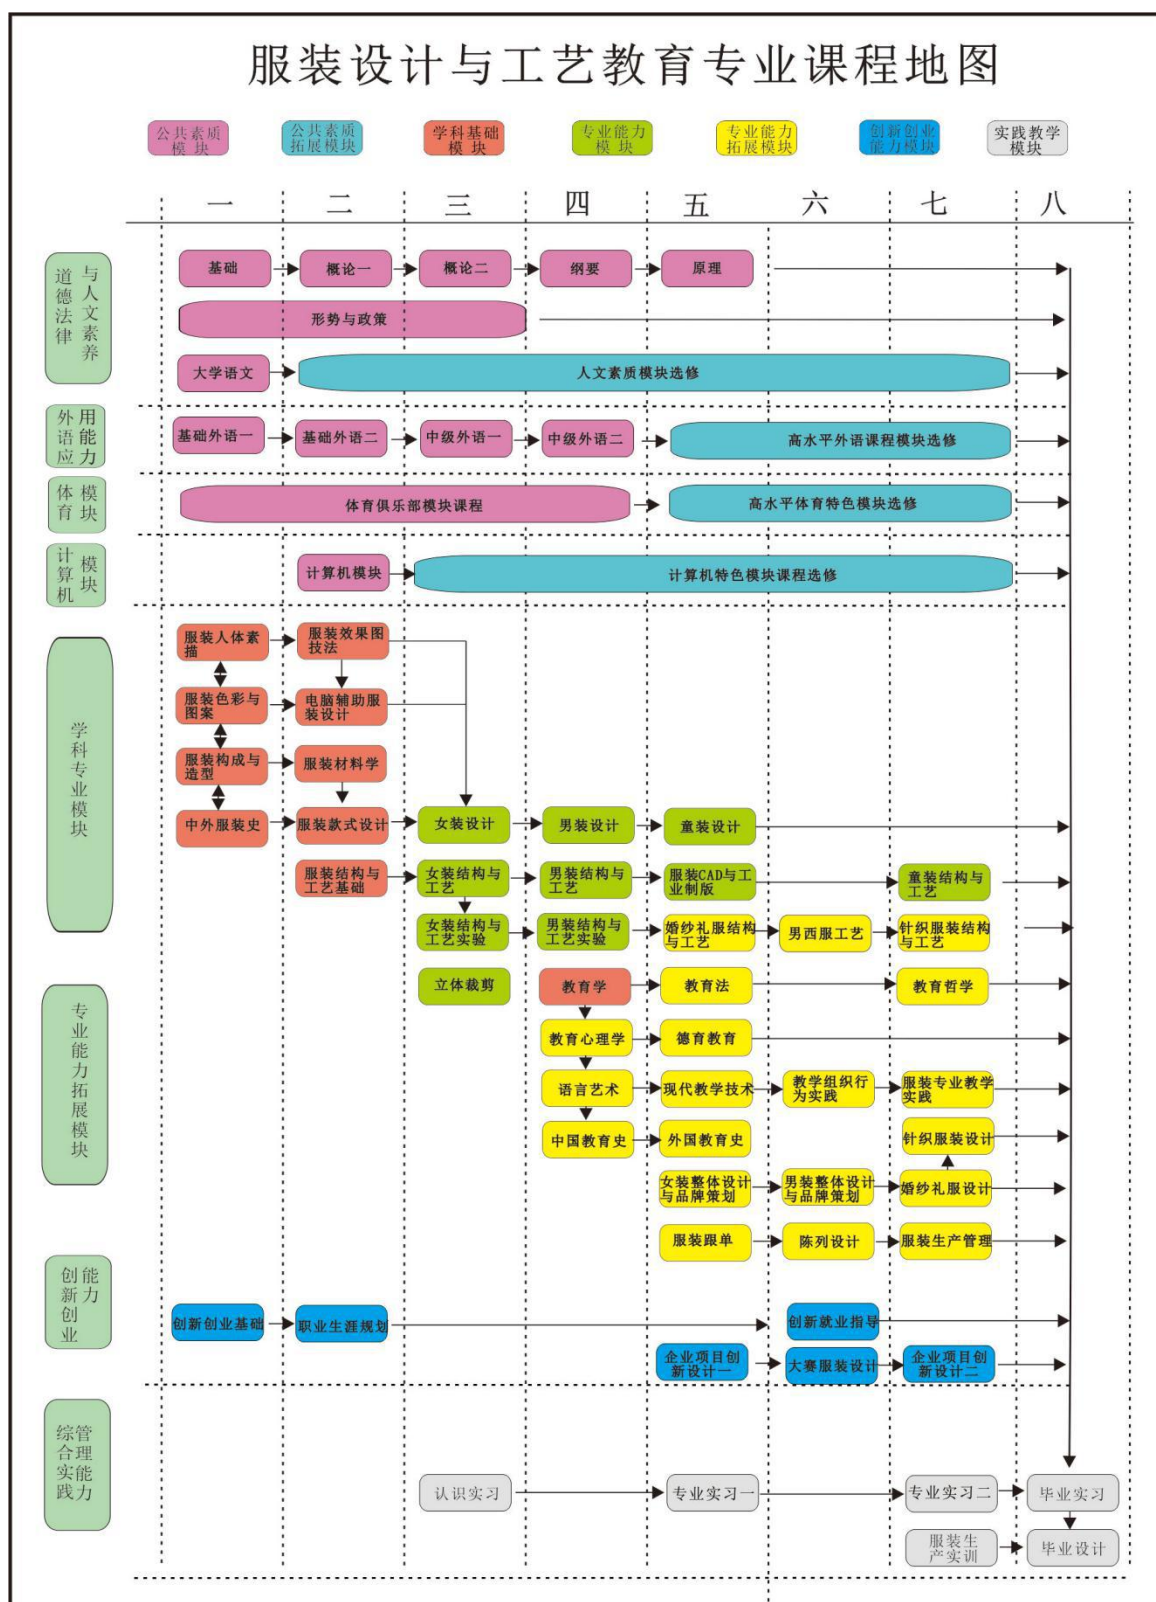 服装设计与工艺教育专业课程地图
公共素质
模块
公共素质
拓展模块
学科基础
模块
专业能力
模块
专业能力
拓展模块
创新创业
能力模块
实践教学
模块
一 二 三 四 五 六 七 八
道德法律
与人文素养
基础
概论一
概论二
纲要
原理
形势与政策
大学语文
人文素质模块选修
外语应
用能力
基础外语一
基础外语二
中级外语一
中级外语二
高水平外语课程模块选修
体育
模块
体育俱乐部模块课程
高水平体育特色模块选修
计算机
模块
计算机模块
计算机特色模块课程选修
学科专业模块
服装人体素
描
服装效果图
技法
服装色彩与
图案
电脑辅助服
装设计
服装构成与
造型
服装材料学
中外服装史
服装款式设计
女装设计
男装设计
童装设计
服装结构与
工艺基础
女装结构与
工艺
男装结构与
工艺
服装CAD与工
业制版
童装结构与
工艺
女装结构与
工艺实验
男装结构与
工艺实验
婚纱礼服结构
与工艺
男西服工艺
针织服装结构
与工艺
专业能力拓展模块
立体裁剪
教育学
教育法
教育哲学
教育心理学
德育教育
语言艺术
现代教学技术
教学组织行
为实践
服装专业教学
实践
中国教育史
外国教育史
针织服装设计
女装整体设计
与品牌策划
男装整体设计
与品牌策划
婚纱礼服设计
服装跟单
陈列设计
服装生产管理
创新创业
能力
创新创业基础
职业生涯规划
创新就业指导
企业项目创
新设计一
大赛服装设计
企业项目创
新设计二
综合实践
管理能力
认识实习
专业实习一
专业实习二
毕业实习
服装生
产实训
毕业设计